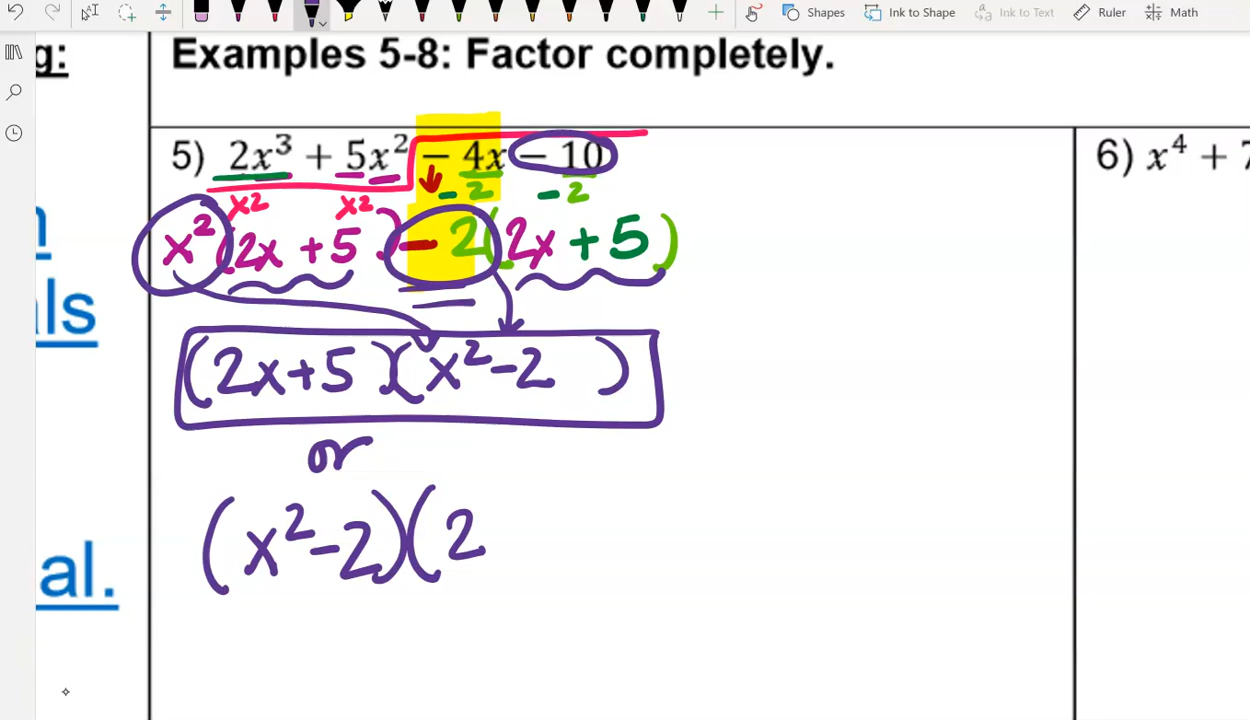 Shapes Ink to Shape Ink to Text Ruler Math
g: Examples 5-8: Factor completely.
5) 2x³ + 5x² − 4x − 10 6) x⁴ + 7
x² x² -2 -2
x²(2x +5) −2(2x +5)
als
(2x+5)(x²-2 )
or
(x²-2)(2
al.